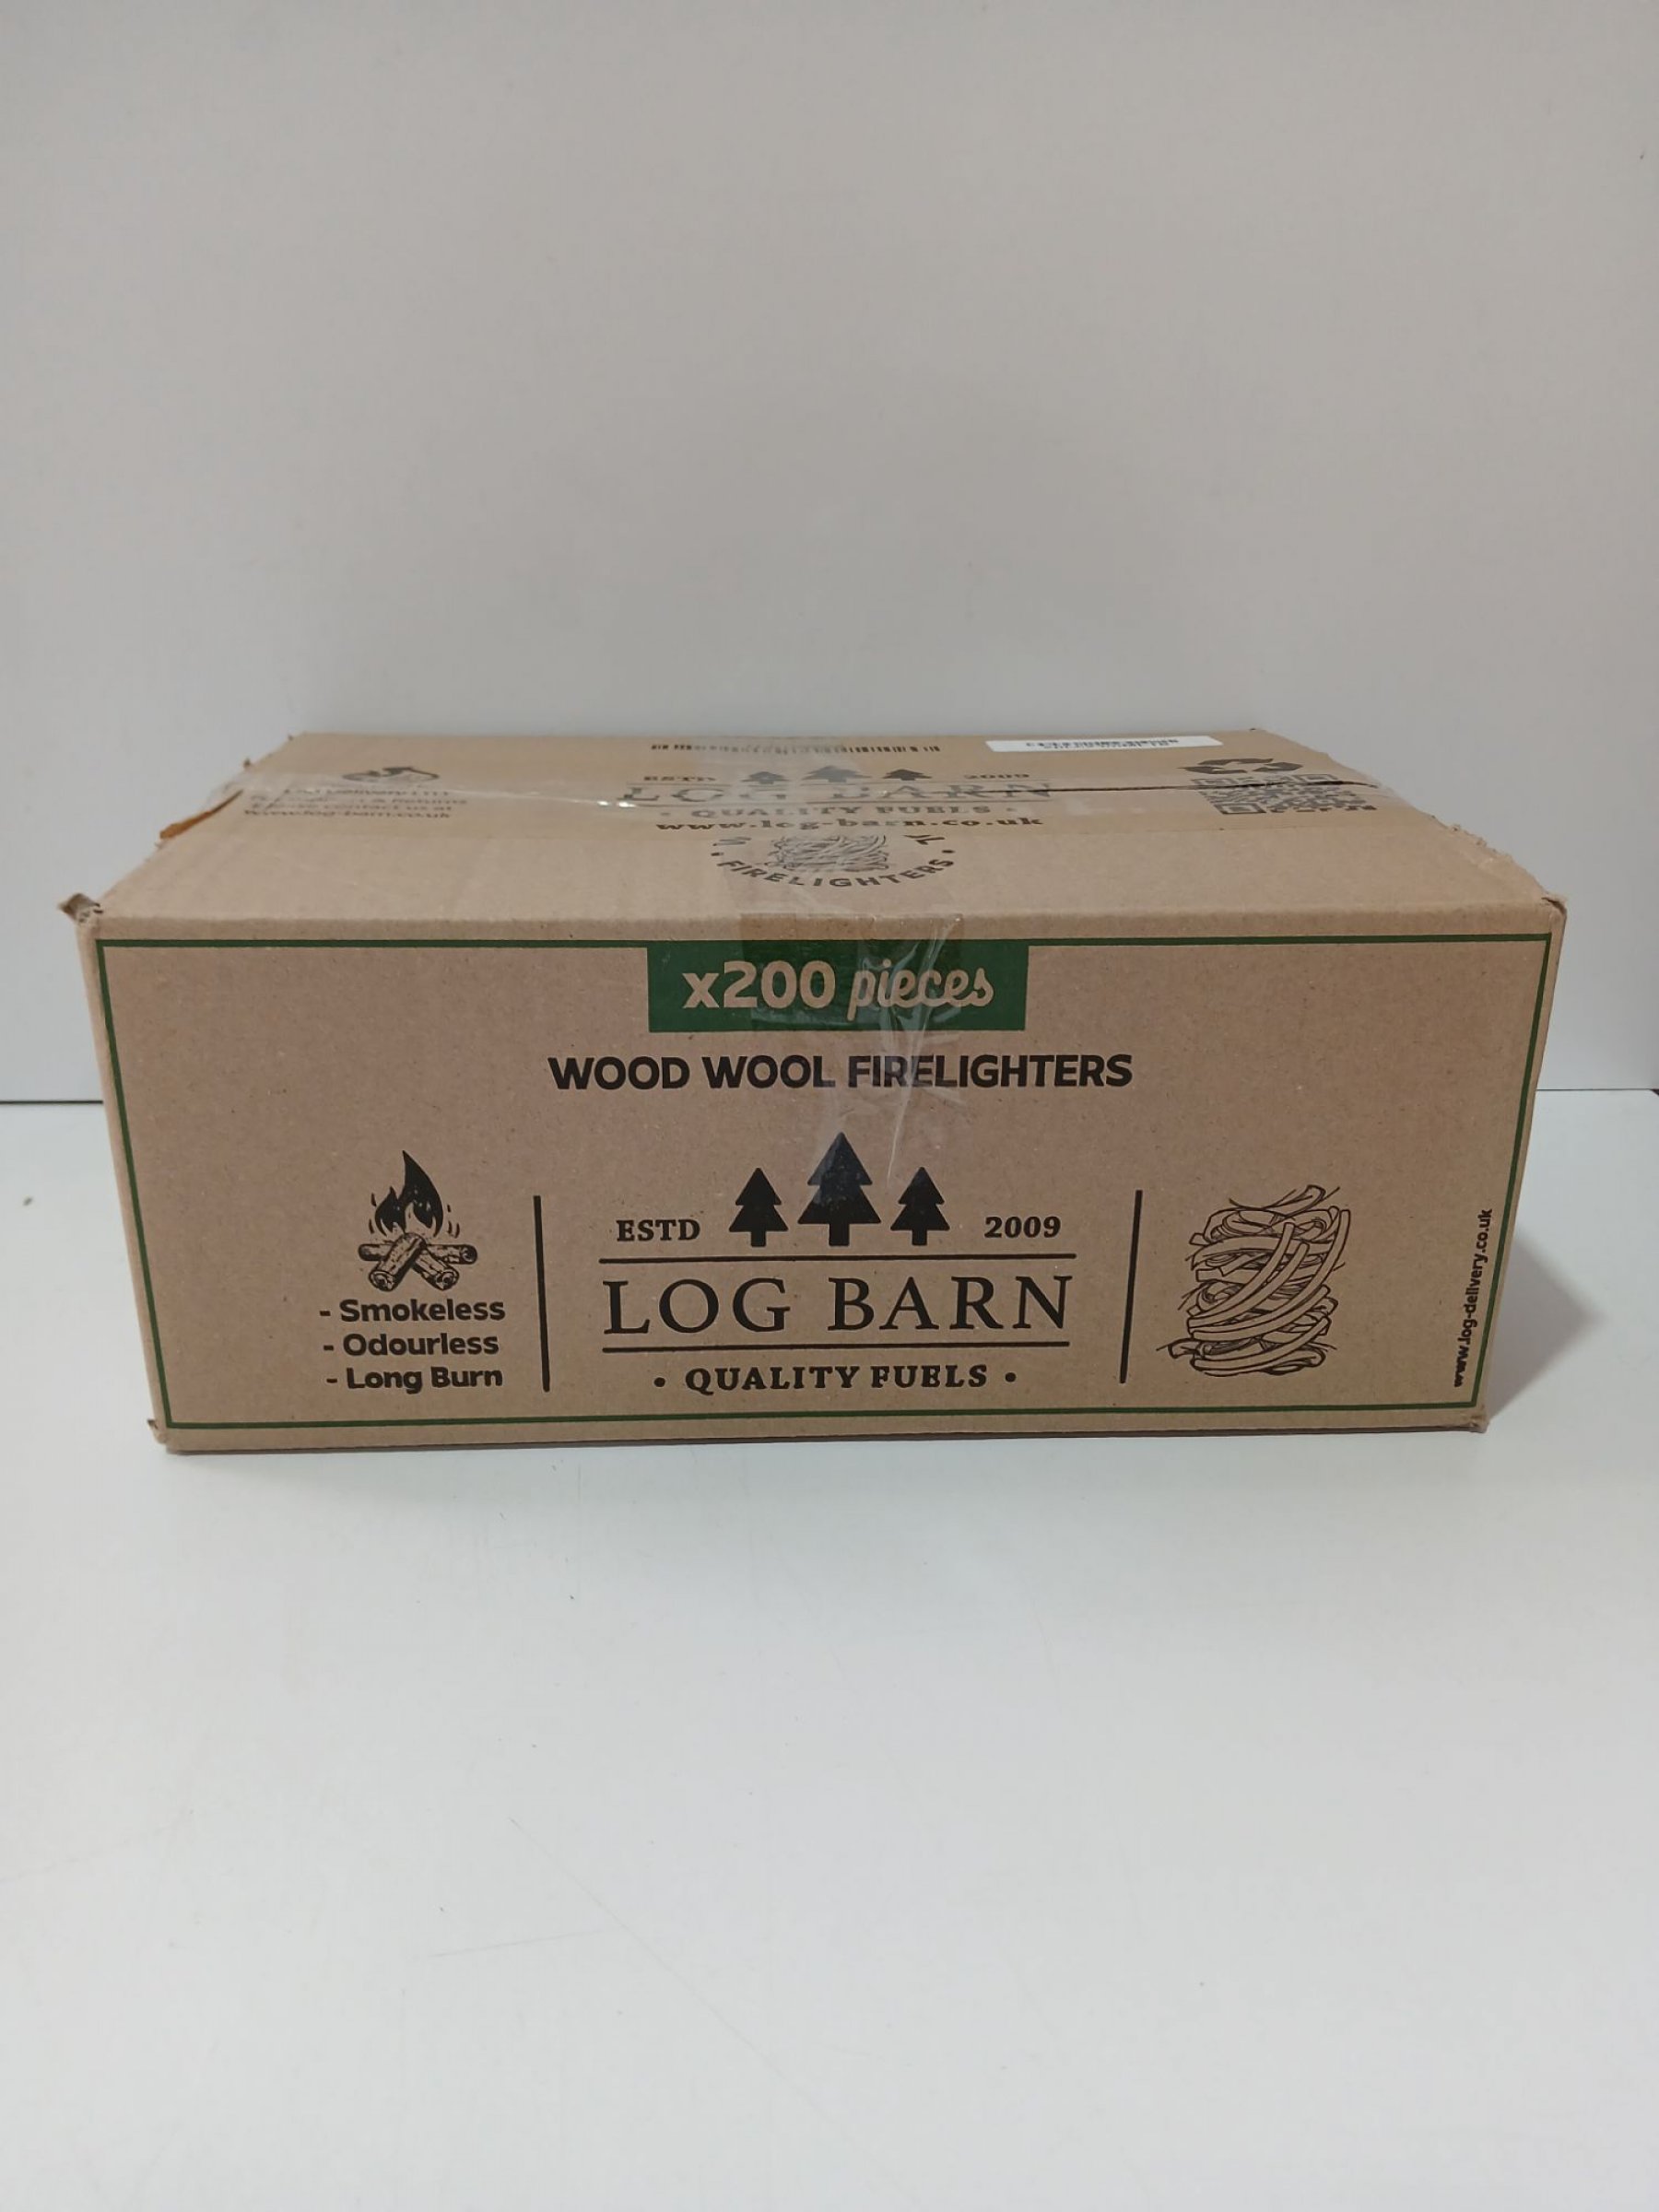 ESTD 2009
LOG BARN
• QUALITY FUELS •
www.log-barn.co.uk
• FIRELIGHTERS •
x200 pieces
WOOD WOOL FIRELIGHTERS
- Smokeless
- Odourless
- Long Burn
ESTD 2009
LOG BARN
• QUALITY FUELS •
www.log-delivery.co.uk